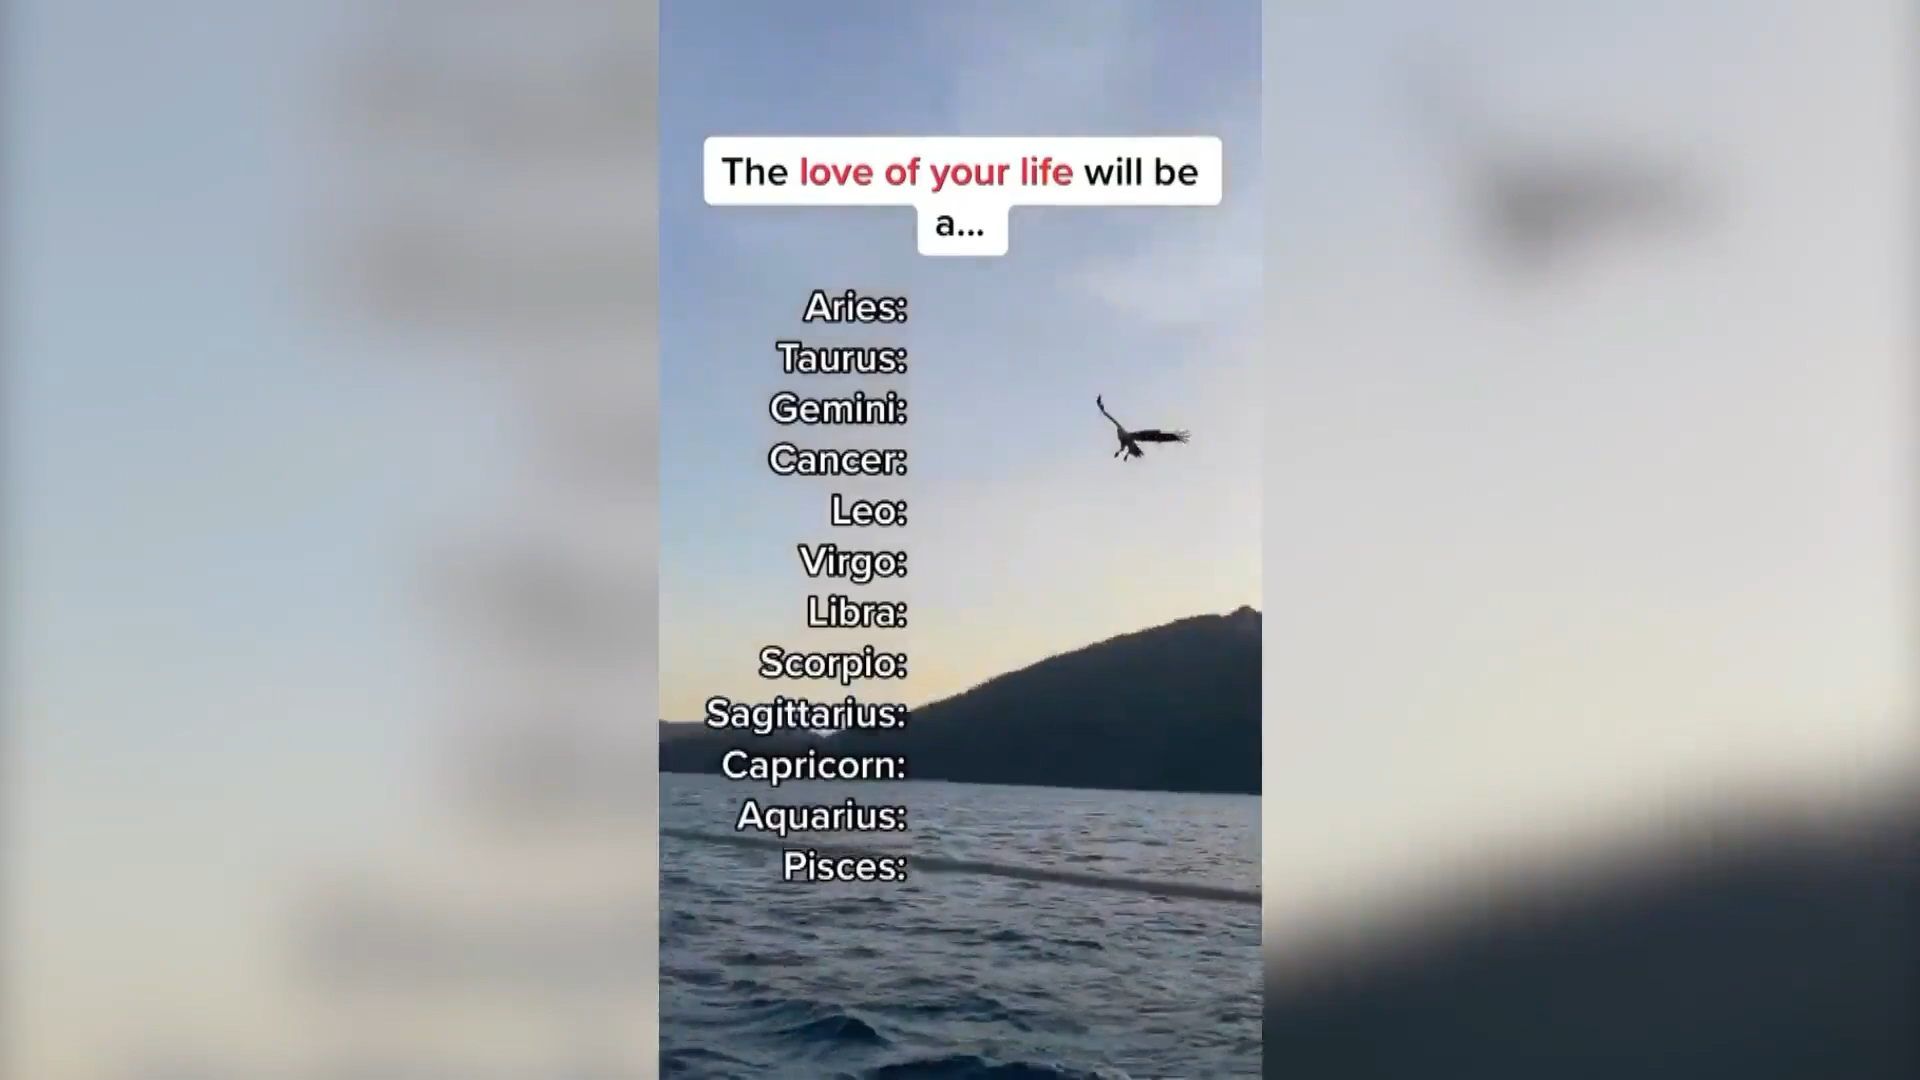 The love of your life will be
a...
Aries:
Taurus:
Gemini:
Cancer:
Leo:
Virgo:
Libra:
Scorpio:
Sagittarius:
Capricorn:
Aquarius:
Pisces: